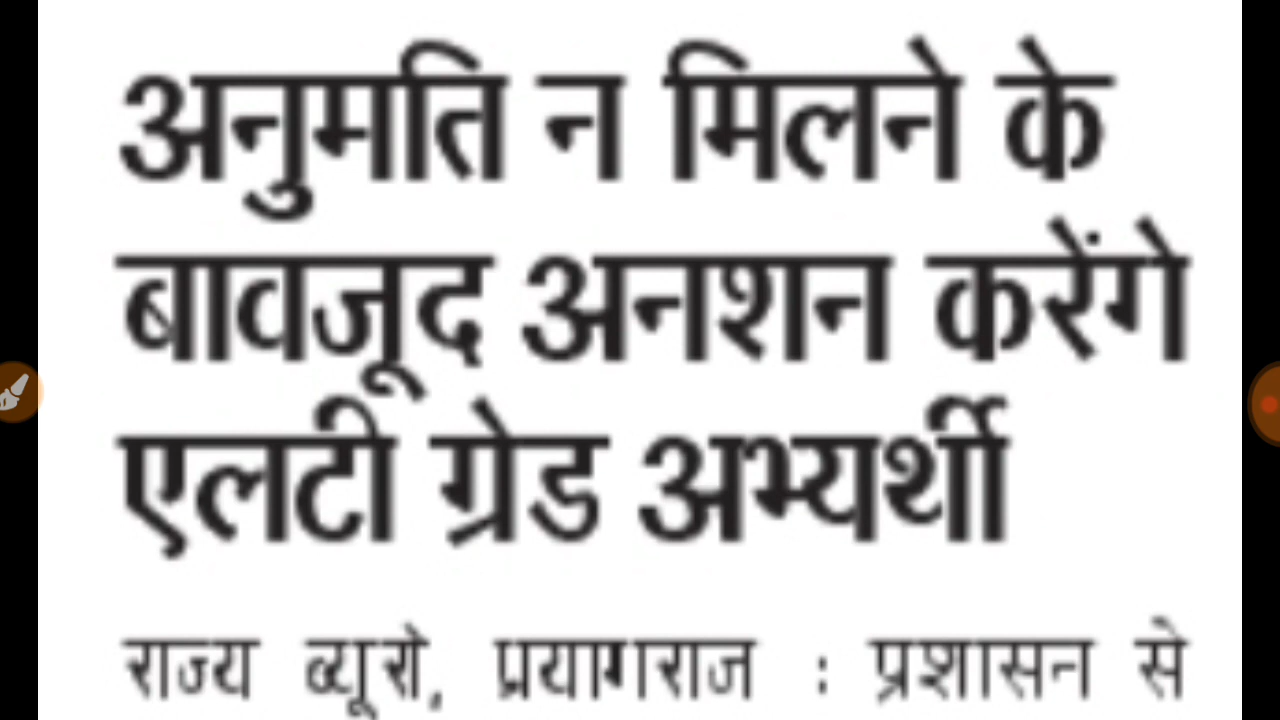 अनुमति न मिलने के
बावजूद अनशन करेंगे
एलटी ग्रेड अभ्यर्थी
राज्य ब्यूरो, प्रयागराज : प्रशासन से